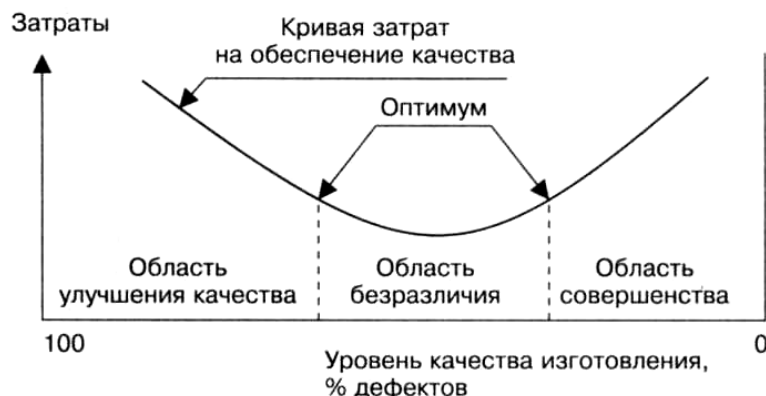 Затраты
Кривая затрат
на обеспечение качества
Оптимум
Область
улучшения качества
Область
безразличия
Область
совершенства
100
0
Уровень качества изготовления,
% дефектов